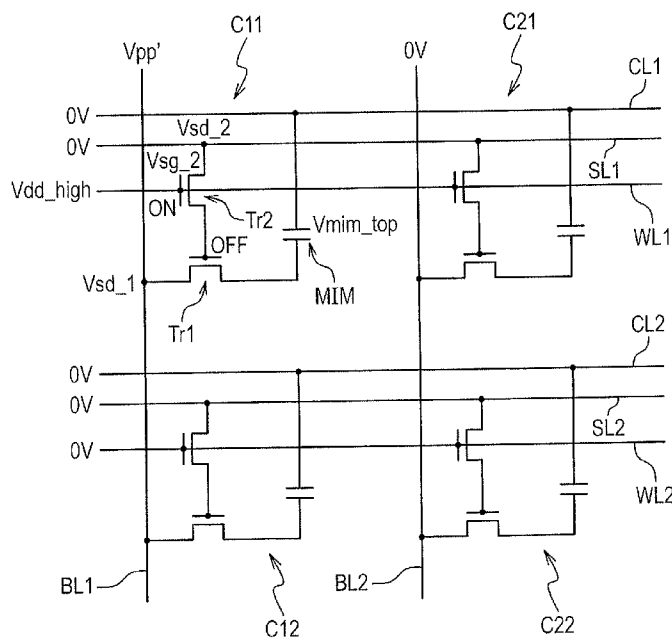 C11
C21
Vpp'
0V
CL1
0V
Vsd_2
0V
SL1
Vsg_2
Vdd_high
ON
Tr2
WL1
Vmim_top
OFF
Vsd_1
MIM
Tr1
CL2
0V
0V
SL2
0V
WL2
BL1
BL2
C12
C22